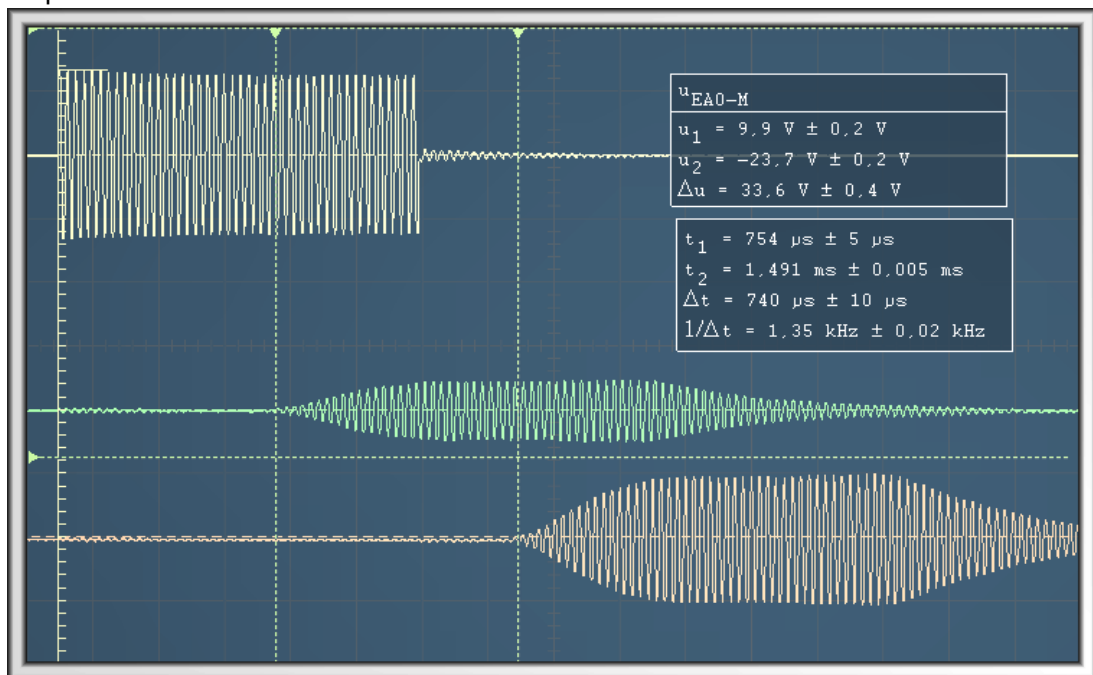 uEA0-M
u1 = 9,9 V ± 0,2 V
u2 = −23,7 V ± 0,2 V
Δu = 33,6 V ± 0,4 V
t1 = 754 µs ± 5 µs
t2 = 1,491 ms ± 0,005 ms
Δt = 740 µs ± 10 µs
1/Δt = 1,35 kHz ± 0,02 kHz